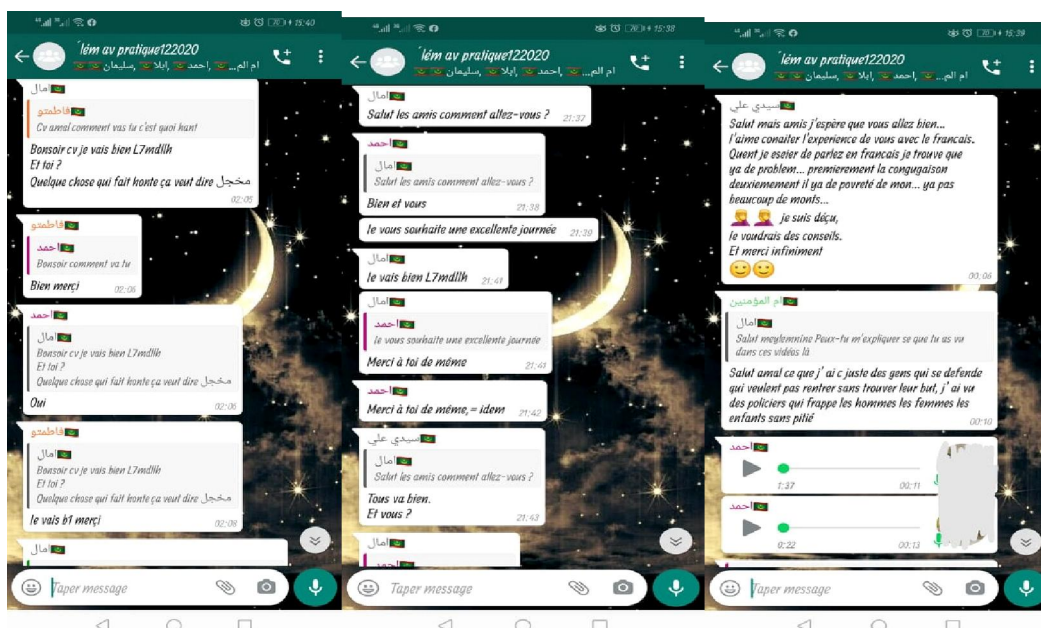 15:40
´lém av pratique122020
ام الم...🇲🇷, احمد🇲🇷, ابلا🇲🇷, سليمان🇲🇷🇲🇷
امال🇲🇷
فاطمتو🇲🇷
Cv amal comment vas tu c'est quoi hant
Bonsoir cv je vais bien L7mdllh
Et toi ?
Quelque chose qui fait honte ça veut dire مخجل
02:05
فاطمتو🇲🇷
احمد🇲🇷
Bonsoir comment va tu
Bien merçi
02:06
احمد🇲🇷
امال🇲🇷
Bonsoir cv je vais bien L7mdllh
Et toi ?
Quelque chose qui fait honte ça veut dire مخجل
Oui
02:06
فاطمتو🇲🇷
امال🇲🇷
Bonsoir cv je vais bien L7mdllh
Et toi ?
Quelque chose qui fait honte ça veut dire مخجل
Je vais b1 merçi
02:08
امال🇲🇷
Taper message
15:38
´lém av pratique122020
ام الم...🇲🇷, احمد🇲🇷, ابلا🇲🇷, سليمان🇲🇷🇲🇷
امال🇲🇷
Salut les amis comment allez-vous ?
21:37
احمد🇲🇷
امال🇲🇷
Salut les amis comment allez-vous ?
Bien et vous
21:38
Je vous souhaite une excellente journée
21:39
امال🇲🇷
Je vais bien L7mdllh
21:41
امال🇲🇷
احمد🇲🇷
Je vous souhaite une excellente journée
Merci à toi de même
21:41
احمد🇲🇷
Merci à toi de même,= idem
21:42
سيدي علي🇲🇷
امال🇲🇷
Salut les amis comment allez-vous ?
Tous va bien.
Et vous ?
21:43
امال🇲🇷
احمد🇲🇷
Taper message
15:39
´lém av pratique122020
ام الم...🇲🇷, احمد🇲🇷, ابلا🇲🇷, سليمان🇲🇷🇲🇷
سيدي علي🇲🇷
Salut mais amis j'espère que vous allez bien...
J'aime conaiter l'experience de vous avec le francais.
Quent je eseier de parlez en francais je trouve que
ya de problem... premierement la congugaison
deuxiemement il ya de povreté de mon... ya pas
beaucoup de monts...
🤦 🤦 je suis déçu,
Je voudrais des conseils.
Et merci infiniment
🙂🙂
00:06
ام المؤمنين🇲🇷
امال🇲🇷
Salut meylemnine Peux-tu m'expliquer se que tu as vu
dans ces vidéos là
Salut amal ce que j' ai c juste des gens qui se defende
qui veulent pas rentrer sans trouver leur but, j' ai vu
des policiers qui frappe les hommes les femmes les
enfants sans pitié
00:10
احمد🇲🇷
1:37
00:11
احمد🇲🇷
0:22
00:13
Taper message